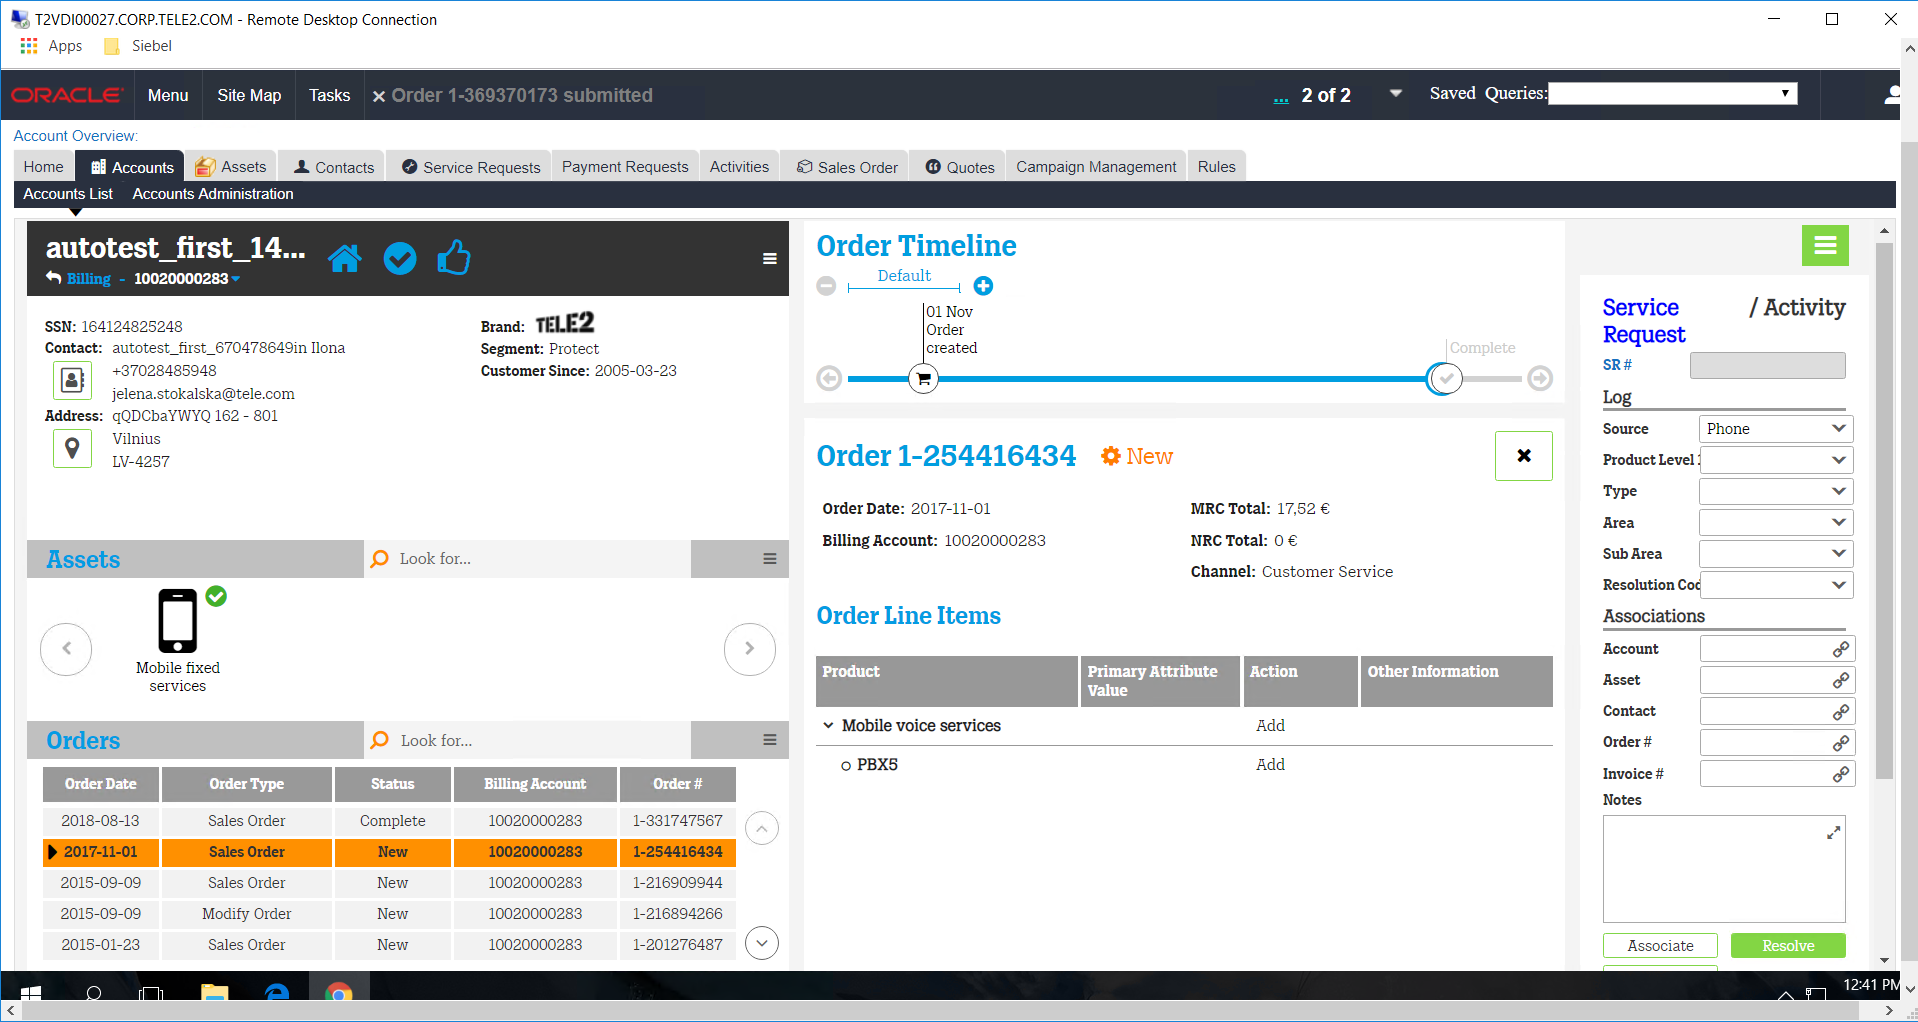 T2VDI00027.CORP.TELE2.COM - Remote Desktop Connection
Apps Siebel
ORACLE Menu Site Map Tasks × Order 1-369370173 submitted ... 2 of 2 Saved Queries:
Account Overview:
Home Accounts Assets Contacts Service Requests Payment Requests Activities Sales Order Quotes Campaign Management Rules
Accounts List Accounts Administration
autotest_first_14...
Billing - 10020000283
SSN: 164124825248
Contact: autotest_first_670478649in Ilona
+37028485948
jelena.stokalska@tele.com
Address: qQDCbaYWYQ 162 - 801
Vilnius
LV-4257
Brand: TELE2
Segment: Protect
Customer Since: 2005-03-23
Assets Look for...
Mobile fixed
services
Orders Look for...
Order Date Order Type Status Billing Account Order #
2018-08-13 Sales Order Complete 10020000283 1-331747567
2017-11-01 Sales Order New 10020000283 1-254416434
2015-09-09 Sales Order New 10020000283 1-216909944
2015-09-09 Modify Order New 10020000283 1-216894266
2015-01-23 Sales Order New 10020000283 1-201276487
Order Timeline
Default
01 Nov
Order
created
Complete
Order 1-254416434 New
Order Date: 2017-11-01
Billing Account: 10020000283
MRC Total: 17,52 €
NRC Total: 0 €
Channel: Customer Service
Order Line Items
Product Primary Attribute Value Action Other Information
Mobile voice services Add
PBX5 Add
Service Request / Activity
SR #
Log
Source Phone
Product Level
Type
Area
Sub Area
Resolution Cod
Associations
Account
Asset
Contact
Order #
Invoice #
Notes
Associate Resolve
12:41 PM